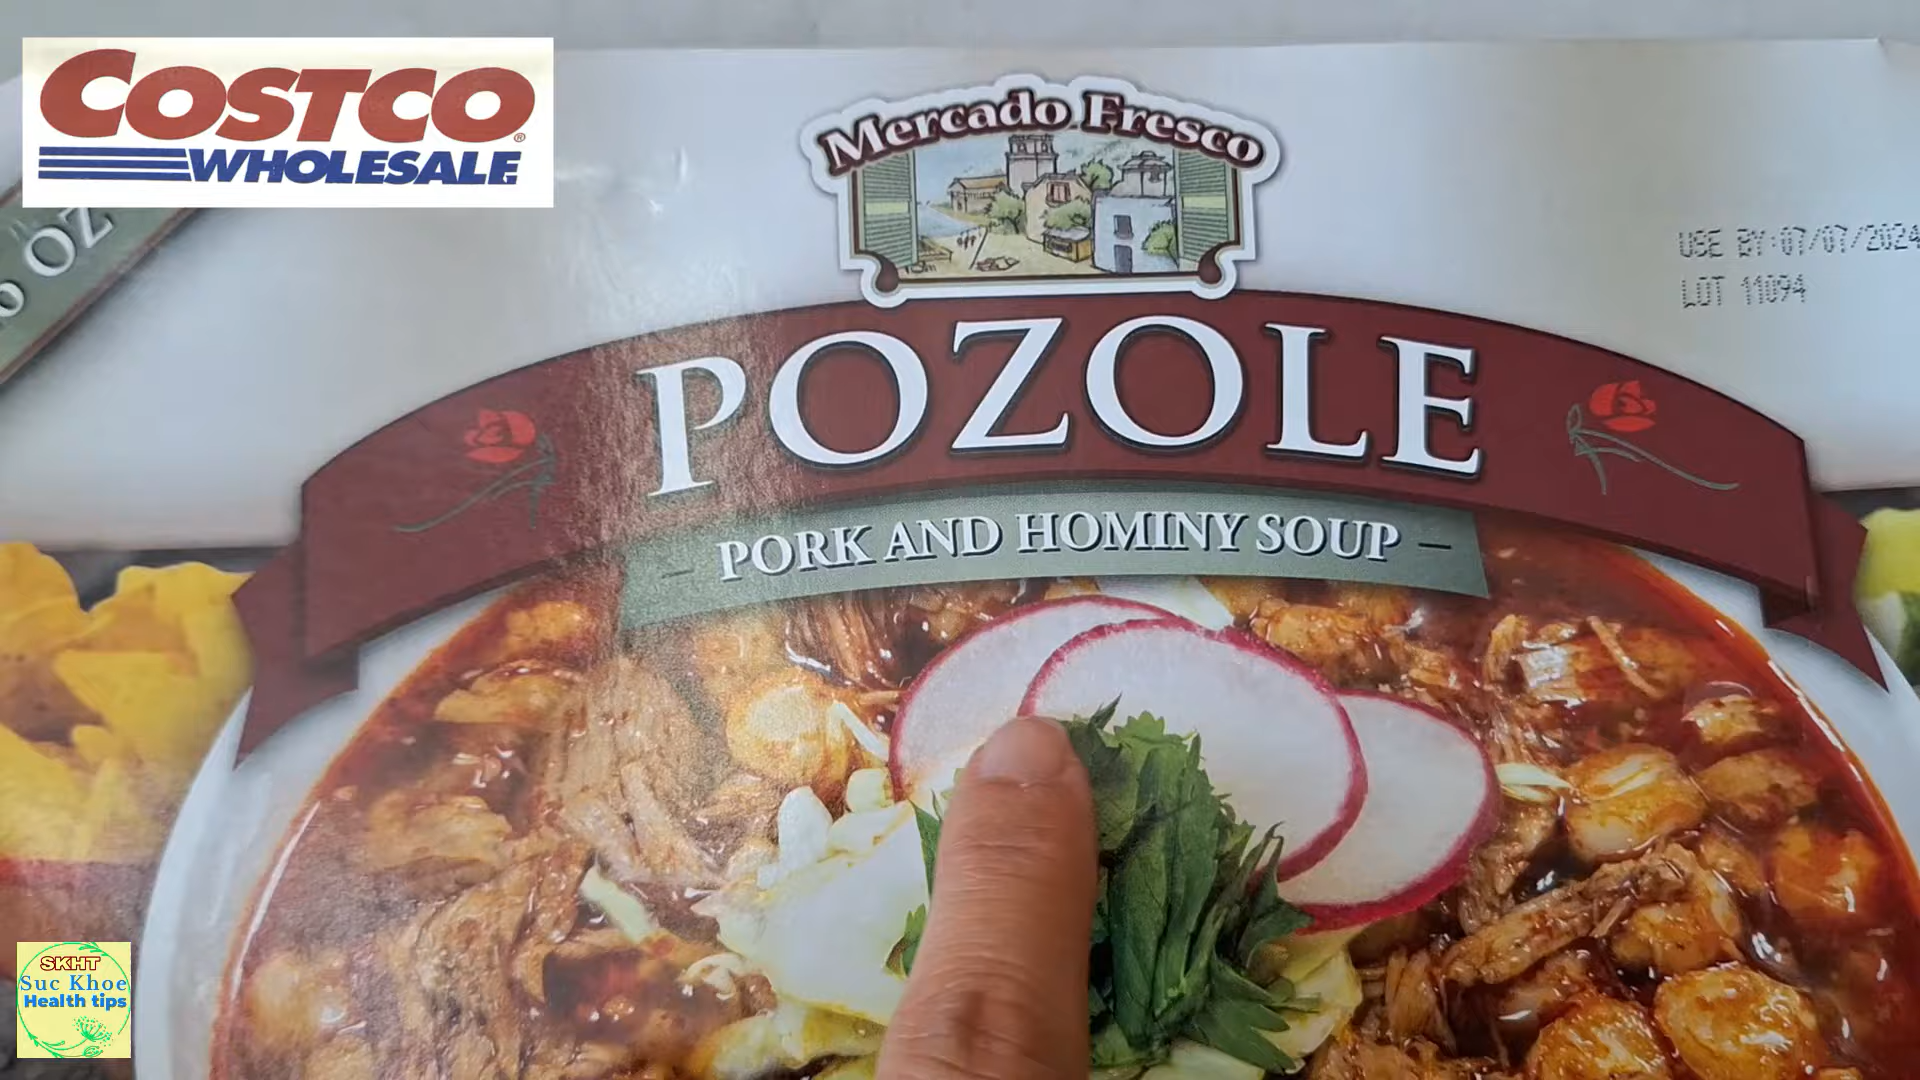 COSTCO
WHOLESALE
OZ
Mercado Fresco
USE BY:07/07/2024
LOT 11094
POZOLE
PORK AND HOMINY SOUP
SKHT
Suc Khoe
Health tips